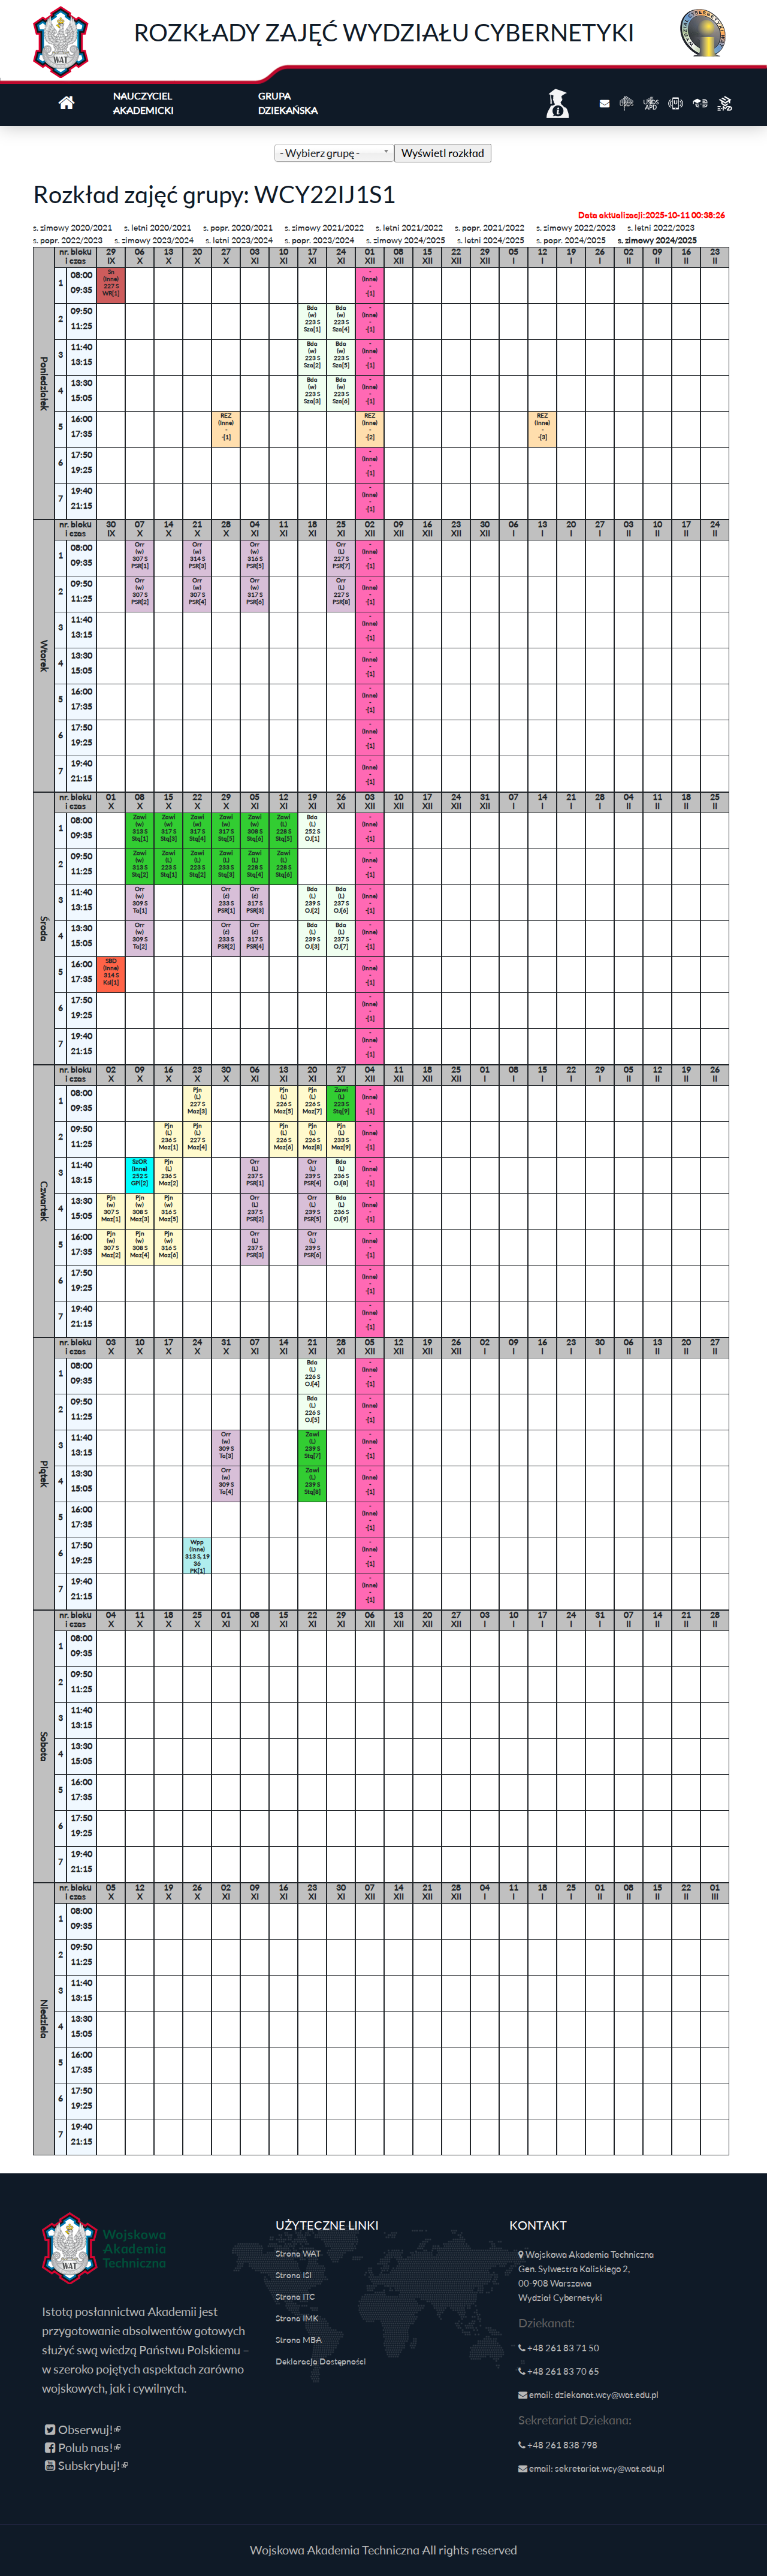 ROZKŁADY ZAJĘĆ WYDZIAŁU CYBERNETYKI
WAT
NAUCZYCIEL AKADEMICKI
GRUPA DZIEKAŃSKA
- Wybierz grupę -
Wyświetl rozkład
Rozkład zajęć grupy: WCY22IJ1S1
Data aktualizacji:2025-10-11 00:38:26
s. zimowy 2020/2021 s. letni 2020/2021 s. popr. 2020/2021 s. zimowy 2021/2022 s. letni 2021/2022 s. popr. 2021/2022 s. zimowy 2022/2023 s. letni 2022/2023
s. popr. 2022/2023 s. zimowy 2023/2024 s. letni 2023/2024 s. popr. 2023/2024 s. zimowy 2024/2025 s. letni 2024/2025 s. popr. 2024/2025 s. zimowy 2024/2025
Poniedziałek
nr. bloku i czas 29 IX 06 X 13 X 20 X 27 X 03 XI 10 XI 17 XI 24 XI 01 XII 08 XII 15 XII 22 XII 29 XII 05 I 12 I 19 I 26 I 02 II 09 II 16 II 23 II
1 08:00 09:35 Sn (Inne) 227 S WR[1] - (Inne) - -[1]
2 09:50 11:25 Bda (w) 223 S Sza[1] Bda (w) 223 S Sza[4] - (Inne) - -[1]
3 11:40 13:15 Bda (w) 223 S Sza[2] Bda (w) 223 S Sza[5] - (Inne) - -[1]
4 13:30 15:05 Bda (w) 223 S Sza[3] Bda (w) 223 S Sza[6] - (Inne) - -[1]
5 16:00 17:35 REZ (Inne) - -[1] REZ (Inne) - -[2] REZ (Inne) - -[3]
6 17:50 19:25 - (Inne) - -[1]
7 19:40 21:15 - (Inne) - -[1]
Wtorek
nr. bloku i czas 30 IX 07 X 14 X 21 X 28 X 04 XI 11 XI 18 XI 25 XI 02 XII 09 XII 16 XII 23 XII 30 XII 06 I 13 I 20 I 27 I 03 II 10 II 17 II 24 II
1 08:00 09:35 Orr (w) 307 S PSR[1] Orr (w) 314 S PSR[3] Orr (w) 316 S PSR[5] Orr (L) 227 S PSR[7] - (Inne) - -[1]
2 09:50 11:25 Orr (w) 307 S PSR[2] Orr (w) 307 S PSR[4] Orr (w) 317 S PSR[6] Orr (L) 227 S PSR[8] - (Inne) - -[1]
3 11:40 13:15 - (Inne) - -[1]
4 13:30 15:05 - (Inne) - -[1]
5 16:00 17:35 - (Inne) - -[1]
6 17:50 19:25 - (Inne) - -[1]
7 19:40 21:15 - (Inne) - -[1]
Środa
nr. bloku i czas 01 X 08 X 15 X 22 X 29 X 05 XI 12 XI 19 XI 26 XI 03 XII 10 XII 17 XII 24 XII 31 XII 07 I 14 I 21 I 28 I 04 II 11 II 18 II 25 II
1 08:00 09:35 Zawi (w) 313 S Stq[1] Zawi (w) 317 S Stq[3] Zawi (w) 317 S Stq[4] Zawi (w) 317 S Stq[5] Zawi (w) 308 S Stq[6] Zawi (L) 228 S Stq[5] Bda (L) 252 S OJ[1] - (Inne) - -[1]
2 09:50 11:25 Zawi (w) 313 S Stq[2] Zawi (L) 223 S Stq[1] Zawi (L) 223 S Stq[2] Zawi (L) 233 S Stq[3] Zawi (L) 228 S Stq[4] Zawi (L) 228 S Stq[6] - (Inne) - -[1]
3 11:40 13:15 Orr (w) 309 S Ta[1] Orr (ć) 233 S PSR[1] Orr (ć) 317 S PSR[3] Bda (L) 239 S OJ[2] Bda (L) 237 S OJ[6] - (Inne) - -[1]
4 13:30 15:05 Orr (w) 309 S Ta[2] Orr (ć) 233 S PSR[2] Orr (ć) 317 S PSR[4] Bda (L) 239 S OJ[3] Bda (L) 237 S OJ[7] - (Inne) - -[1]
5 16:00 17:35 SBD (Inne) 314 S Ksl[1] - (Inne) - -[1]
6 17:50 19:25 - (Inne) - -[1]
7 19:40 21:15 - (Inne) - -[1]
Czwartek
nr. bloku i czas 02 X 09 X 16 X 23 X 30 X 06 XI 13 XI 20 XI 27 XI 04 XII 11 XII 18 XII 25 XII 01 I 08 I 15 I 22 I 29 I 05 II 12 II 19 II 26 II
1 08:00 09:35 Pjn (L) 227 S Maz[3] Pjn (L) 226 S Maz[5] Pjn (L) 226 S Maz[7] Zawi (L) 223 S Stq[9] - (Inne) - -[1]
2 09:50 11:25 Pjn (L) 236 S Maz[1] Pjn (L) 227 S Maz[4] Pjn (L) 226 S Maz[6] Pjn (L) 226 S Maz[8] Pjn (L) 233 S Maz[9] - (Inne) - -[1]
3 11:40 13:15 SzOR (Inne) 252 S GPI[2] Pjn (L) 236 S Maz[2] Orr (L) 237 S PSR[1] Orr (L) 239 S PSR[4] Bda (L) 236 S OJ[8] - (Inne) - -[1]
4 13:30 15:05 Pjn (w) 307 S Maz[1] Pjn (w) 308 S Maz[3] Pjn (w) 316 S Maz[5] Orr (L) 237 S PSR[2] Orr (L) 239 S PSR[5] Bda (L) 236 S OJ[9] - (Inne) - -[1]
5 16:00 17:35 Pjn (w) 307 S Maz[2] Pjn (w) 308 S Maz[4] Pjn (w) 316 S Maz[6] Orr (L) 237 S PSR[3] Orr (L) 239 S PSR[6] - (Inne) - -[1]
6 17:50 19:25 - (Inne) - -[1]
7 19:40 21:15 - (Inne) - -[1]
Piątek
nr. bloku i czas 03 X 10 X 17 X 24 X 31 X 07 XI 14 XI 21 XI 28 XI 05 XII 12 XII 19 XII 26 XII 02 I 09 I 16 I 23 I 30 I 06 II 13 II 20 II 27 II
1 08:00 09:35 Bda (L) 226 S OJ[4] - (Inne) - -[1]
2 09:50 11:25 Bda (L) 226 S OJ[5] - (Inne) - -[1]
3 11:40 13:15 Orr (w) 309 S Ta[3] Zawi (L) 239 S Stq[7] - (Inne) - -[1]
4 13:30 15:05 Orr (w) 309 S Ta[4] Zawi (L) 239 S Stq[8] - (Inne) - -[1]
5 16:00 17:35 - (Inne) - -[1]
6 17:50 19:25 Wpp (Inne) 313 S, 19 36 PK[1] - (Inne) - -[1]
7 19:40 21:15 - (Inne) - -[1]
Sobota
nr. bloku i czas 04 X 11 X 18 X 25 X 01 XI 08 XI 15 XI 22 XI 29 XI 06 XII 13 XII 20 XII 27 XII 03 I 10 I 17 I 24 I 31 I 07 II 14 II 21 II 28 II
1 08:00 09:35
2 09:50 11:25
3 11:40 13:15
4 13:30 15:05
5 16:00 17:35
6 17:50 19:25
7 19:40 21:15
Niedziela
nr. bloku i czas 05 X 12 X 19 X 26 X 02 XI 09 XI 16 XI 23 XI 30 XI 07 XII 14 XII 21 XII 28 XII 04 I 11 I 18 I 25 I 01 II 08 II 15 II 22 II 01 III
1 08:00 09:35
2 09:50 11:25
3 11:40 13:15
4 13:30 15:05
5 16:00 17:35
6 17:50 19:25
7 19:40 21:15
WAT
Wojskowa
Akademia
Techniczna
Istotą posłannictwa Akademii jest
przygotowanie absolwentów gotowych
służyć swą wiedzą Państwu Polskiemu –
w szeroko pojętych aspektach zarówno
wojskowych, jak i cywilnych.
Obserwuj!
Polub nas!
Subskrybuj!
UŻYTECZNE LINKI
Strona WAT
Strona ISI
Strona ITC
Strona IMK
Strona MBA
Deklaracja Dostępności
KONTAKT
Wojskowa Akademia Techniczna
Gen. Sylwestra Kaliskiego 2,
00-908 Warszawa
Wydział Cybernetyki
Dziekanat:
+48 261 83 71 50
+48 261 83 70 65
email: dziekanat.wcy@wat.edu.pl
Sekretariat Dziekana:
+48 261 838 798
email: sekretariat.wcy@wat.edu.pl
Wojskowa Akademia Techniczna All rights reserved